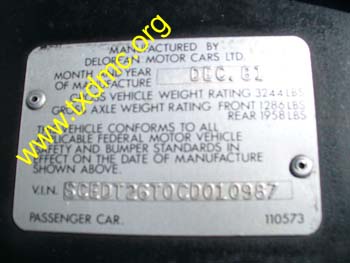 MANUFACTURED BY
DELOREAN MOTOR CARS LTD.
MONTH AND YEAR
OF MANUFACTURE DEC. 81
GROSS VEHICLE WEIGHT RATING 3244 LBS
GROSS AXLE WEIGHT RATING FRONT 1286 LBS
REAR 1958 LBS
THIS VEHICLE CONFORMS TO ALL
APPLICABLE FEDERAL MOTOR VEHICLE
SAFETY AND BUMPER STANDARDS IN
EFFECT ON THE DATE OF MANUFACTURE
SHOWN ABOVE.
V.I.N. SCEDT26T0CD010987
PASSENGER CAR. 110573
www.txdmc.org